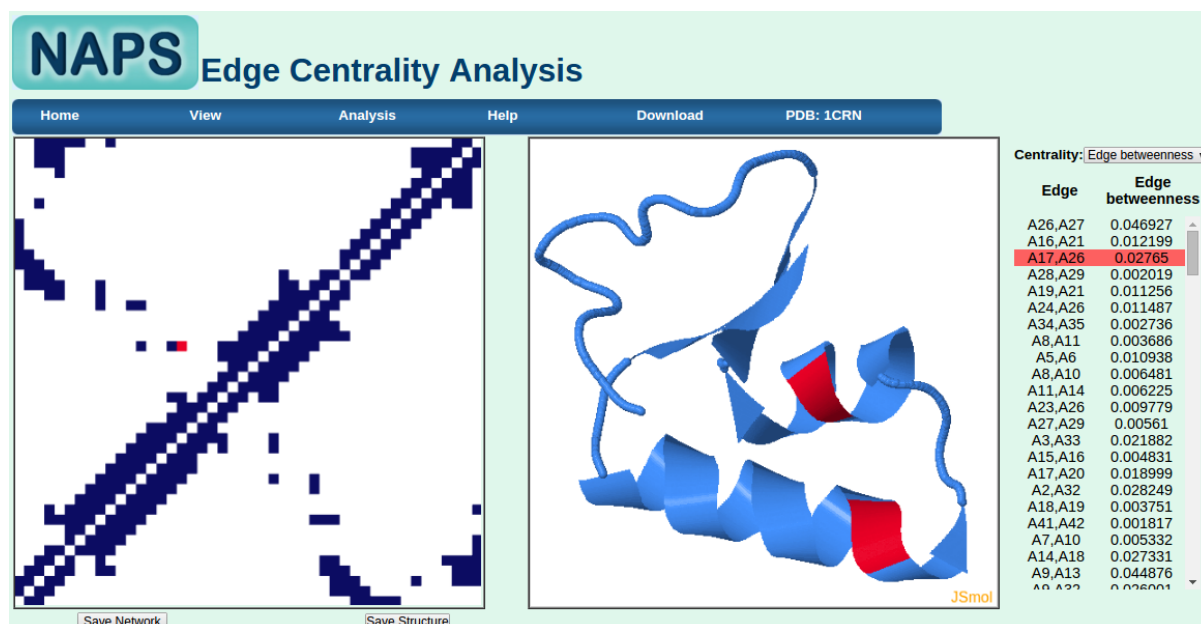 NAPS Edge Centrality Analysis
Home View Analysis Help Download PDB: 1CRN
Centrality: Edge betweenness
Edge Edge betweenness
A26,A27 0.046927
A16,A21 0.012199
A17,A26 0.02765
A28,A29 0.002019
A19,A21 0.011256
A24,A26 0.011487
A34,A35 0.002736
A8,A11 0.003686
A5,A6 0.010938
A8,A10 0.006481
A11,A14 0.006225
A23,A26 0.009779
A27,A29 0.00561
A3,A33 0.021882
A15,A16 0.004831
A17,A20 0.018999
A2,A32 0.028249
A18,A19 0.003751
A41,A42 0.001817
A7,A10 0.005332
A14,A18 0.027331
A9,A13 0.044876
JSmol
Save Network Save Structure